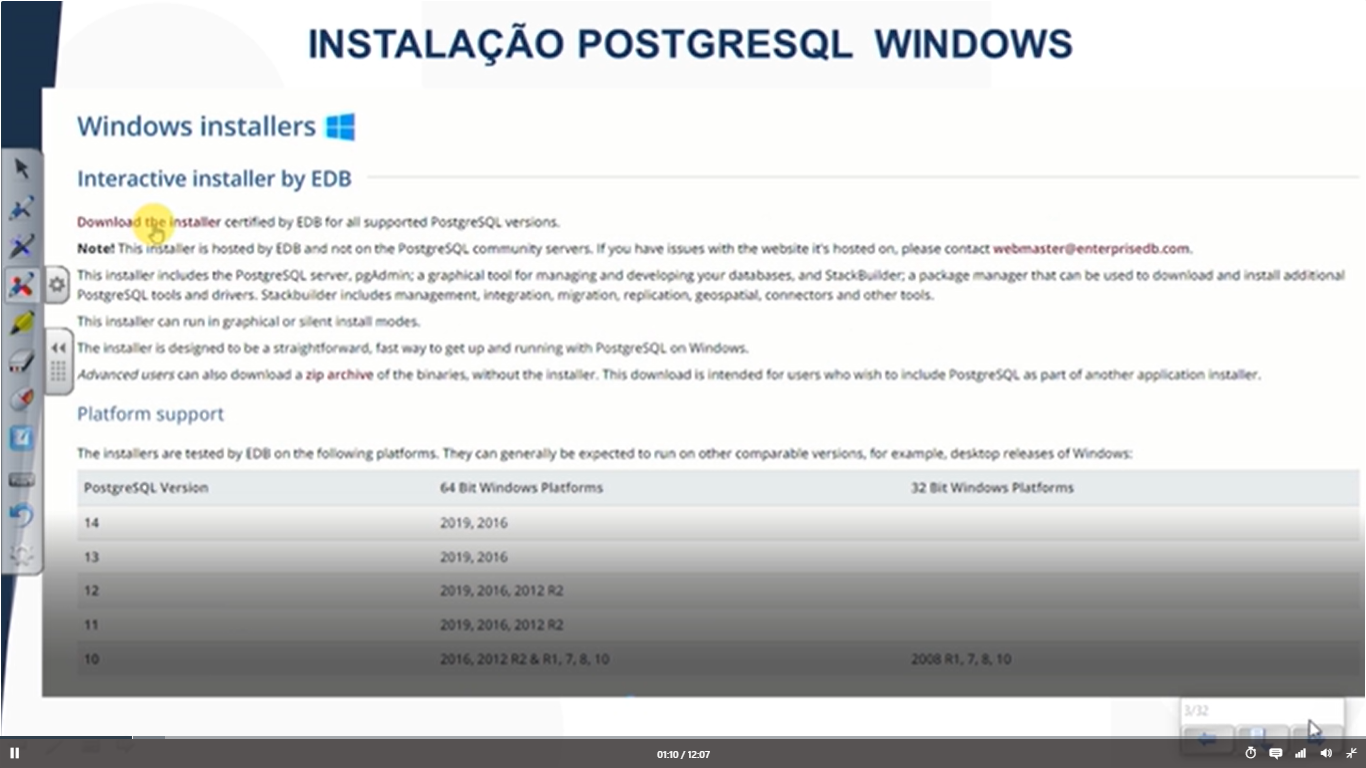 INSTALAÇÃO POSTGRESQL WINDOWS
Windows installers
Interactive installer by EDB
Download the installer certified by EDB for all supported PostgreSQL versions.
Note! This installer is hosted by EDB and not on the PostgreSQL community servers. If you have issues with the website it's hosted on, please contact webmaster@enterprisedb.com.
This installer includes the PostgreSQL server, pgAdmin; a graphical tool for managing and developing your databases, and StackBuilder; a package manager that can be used to download and install additional
PostgreSQL tools and drivers. Stackbuilder includes management, integration, migration, replication, geospatial, connectors and other tools.
This installer can run in graphical or silent install modes.
The installer is designed to be a straightforward, fast way to get up and running with PostgreSQL on Windows.
Advanced users can also download a zip archive of the binaries, without the installer. This download is intended for users who wish to include PostgreSQL as part of another application installer.
Platform support
The installers are tested by EDB on the following platforms. They can generally be expected to run on other comparable versions, for example, desktop releases of Windows:
PostgreSQL Version 64 Bit Windows Platforms 32 Bit Windows Platforms
14 2019, 2016
13 2019, 2016
12 2019, 2016, 2012 R2
11 2019, 2016, 2012 R2
10 2016, 2012 R2 & R1, 7, 8, 10 2008 R1, 7, 8, 10
3/32
01:10 / 12:07